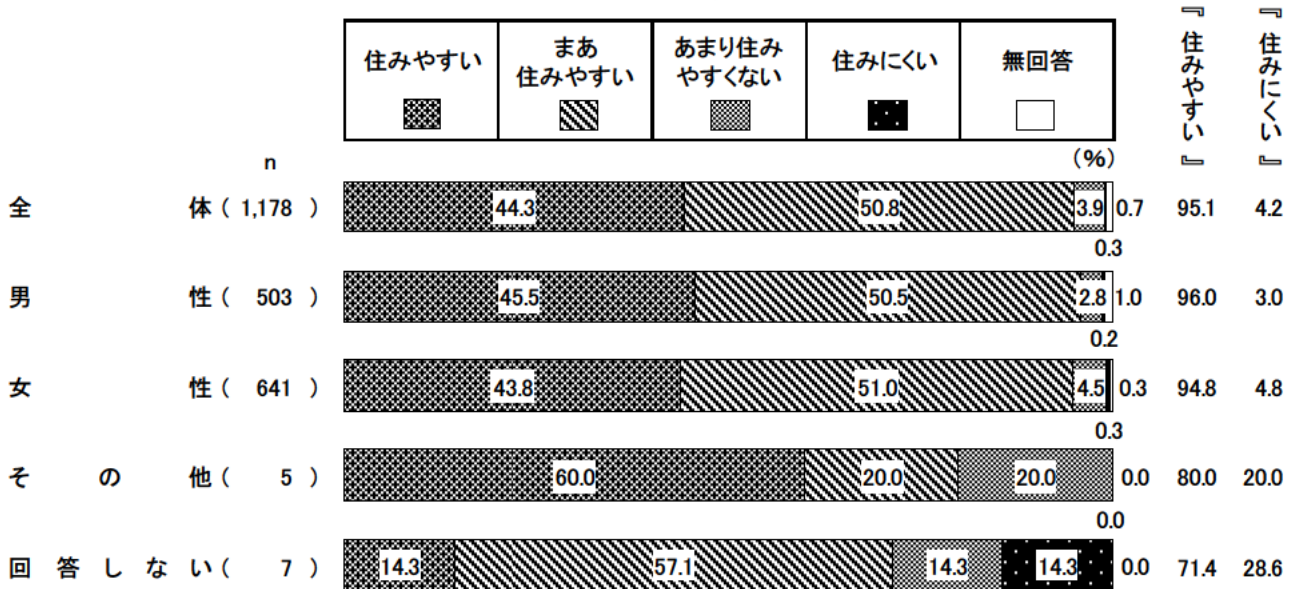 『住みやすい』
『住みにくい』
住みやすい
まあ
住みやすい
あまり住み
やすくない
住みにくい
無回答
n
(%)
全体(1,178) 44.3 50.8 3.9 0.7 95.1 4.2
0.3
男性(503) 45.5 50.5 2.8 1.0 96.0 3.0
0.2
女性(641) 43.8 51.0 4.5 0.3 94.8 4.8
0.3
その他(5) 60.0 20.0 20.0 0.0 80.0 20.0
0.0
回答しない(7) 14.3 57.1 14.3 14.3 0.0 71.4 28.6